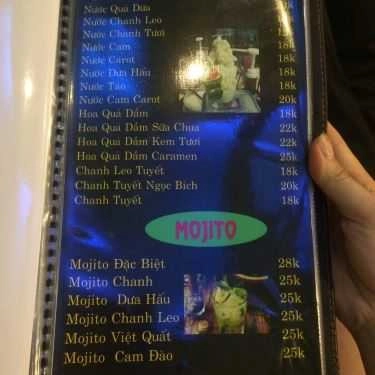 Nước Quả Dừa
Nước Chanh Leo
Nước Chanh Tươi
Nước Cam 18k
Nước Carot 18k
Nước Dưa Hấu 18k
Nước Táo 18k
Nước Cam Carot 20k
Hoa Quả Dầm 18k
Hoa Quả Dầm Sữa Chua 22k
Hoa Quả Dầm Kem Tươi 22k
Hoa Quả Dầm Caramen 25k
Chanh Leo Tuyết 18k
Chanh Tuyết Ngọc Bích 20k
Chanh Tuyết 18k
MOJITO
Mojito Đặc Biệt 28k
Mojito Chanh 25k
Mojito Dưa Hấu 25k
Mojito Chanh Leo 25k
Mojito Việt Quất 25k
Mojito Cam Đào 25k